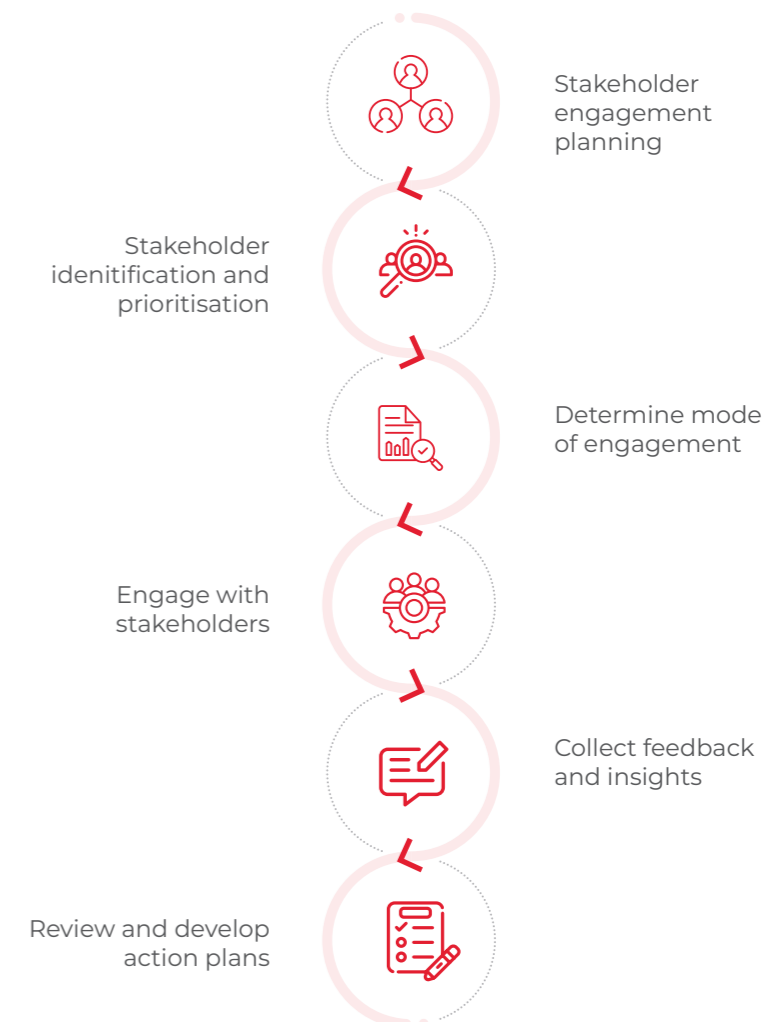 Stakeholder
engagement
planning
Stakeholder
idenitification and
prioritisation
Determine mode
of engagement
Engage with
stakeholders
Collect feedback
and insights
Review and develop
action plans